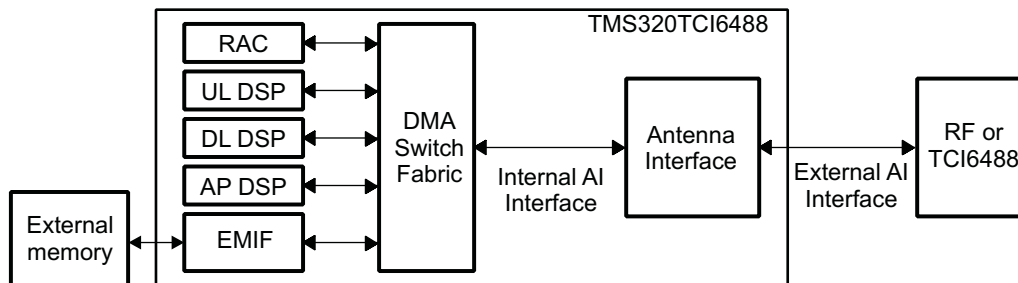 TMS320TCI6488
RAC
UL DSP
DL DSP
AP DSP
EMIF
External
memory
DMA
Switch
Fabric
Internal AI
Interface
Antenna
Interface
External AI
Interface
RF or
TCI6488